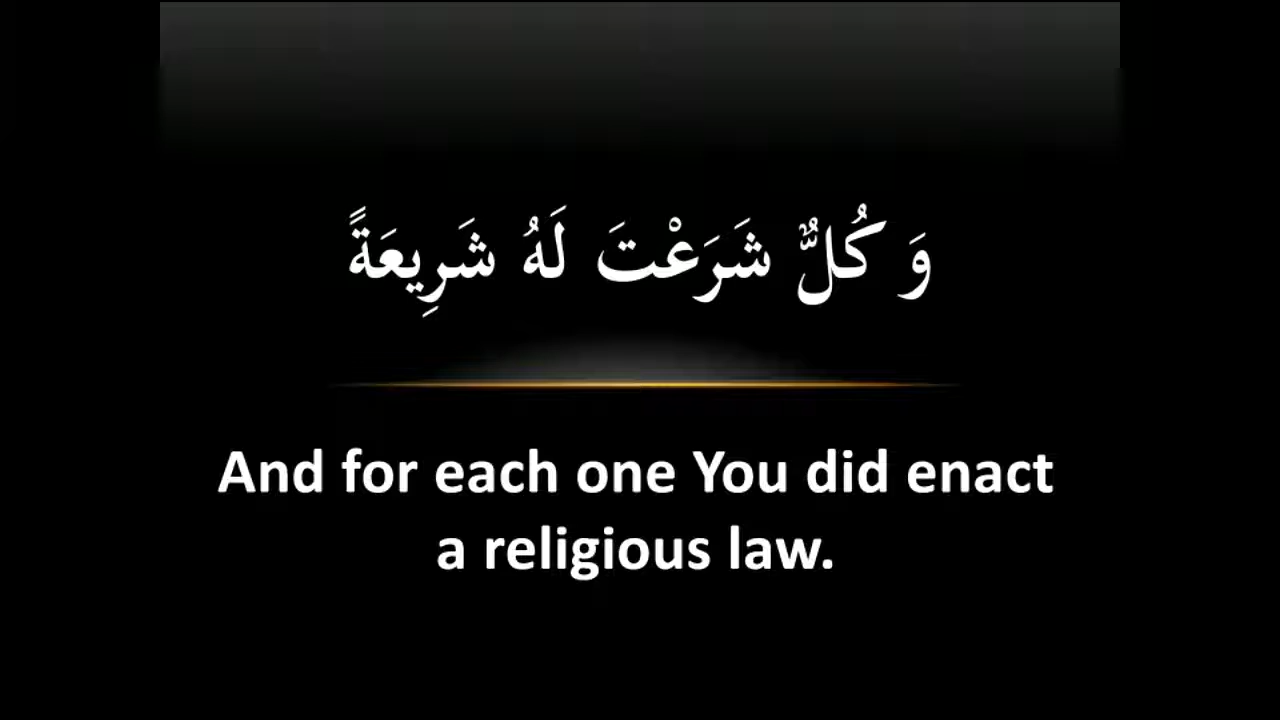 وَ كُلٌّ شَرَعْتَ لَهُ شَرِيعَةً
And for each one You did enact
a religious law.